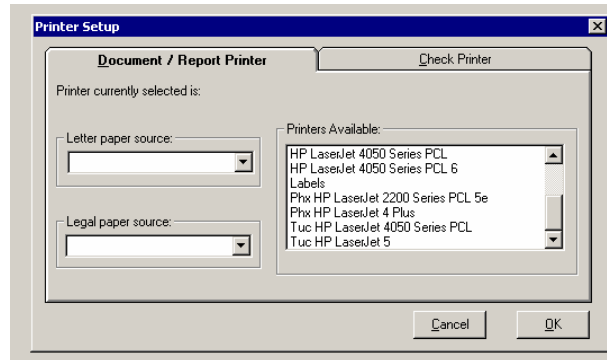 Printer Setup
Document / Report Printer
Check Printer
Printer currently selected is:
Letter paper source:
Legal paper source:
Printers Available:
HP LaserJet 4050 Series PCL
HP LaserJet 4050 Series PCL 6
Labels
Phx HP LaserJet 2200 Series PCL 5e
Phx HP LaserJet 4 Plus
Tuc HP LaserJet 4050 Series PCL
Tuc HP LaserJet 5
Cancel
OK